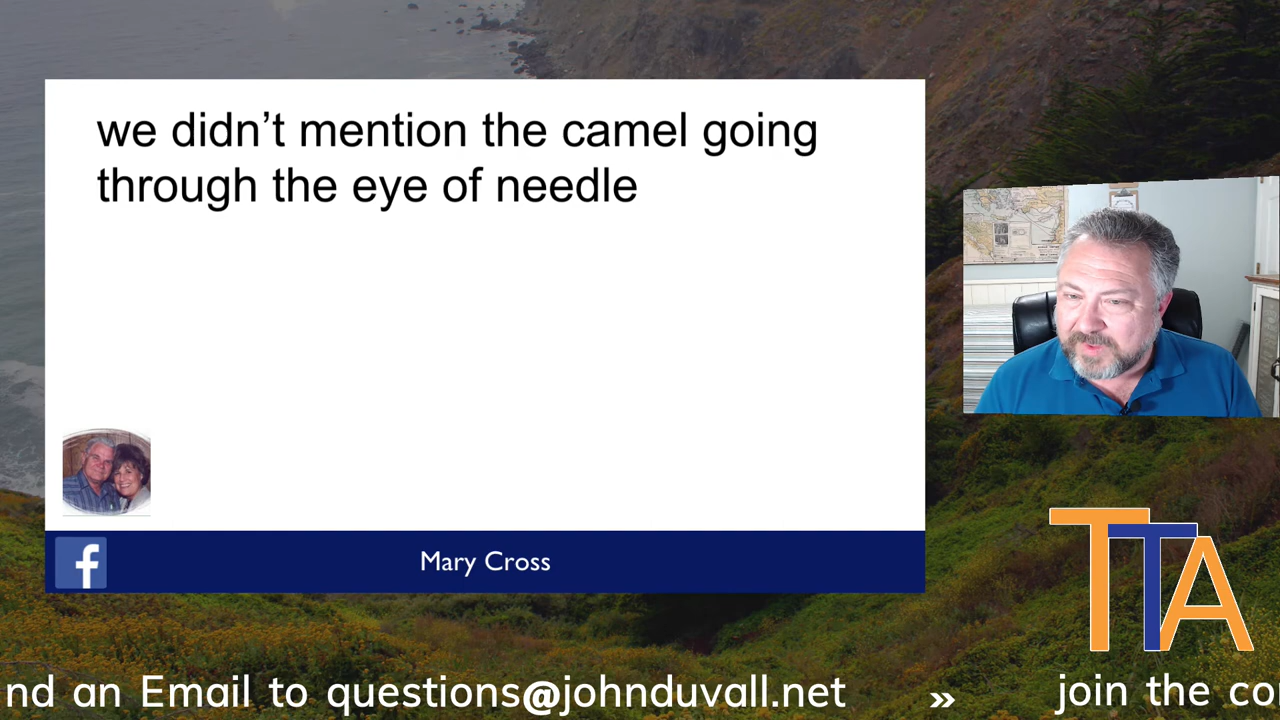 we didn’t mention the camel going
through the eye of needle
f
Mary Cross
TTA
nd an Email to questions@johnduvall.net » join the co